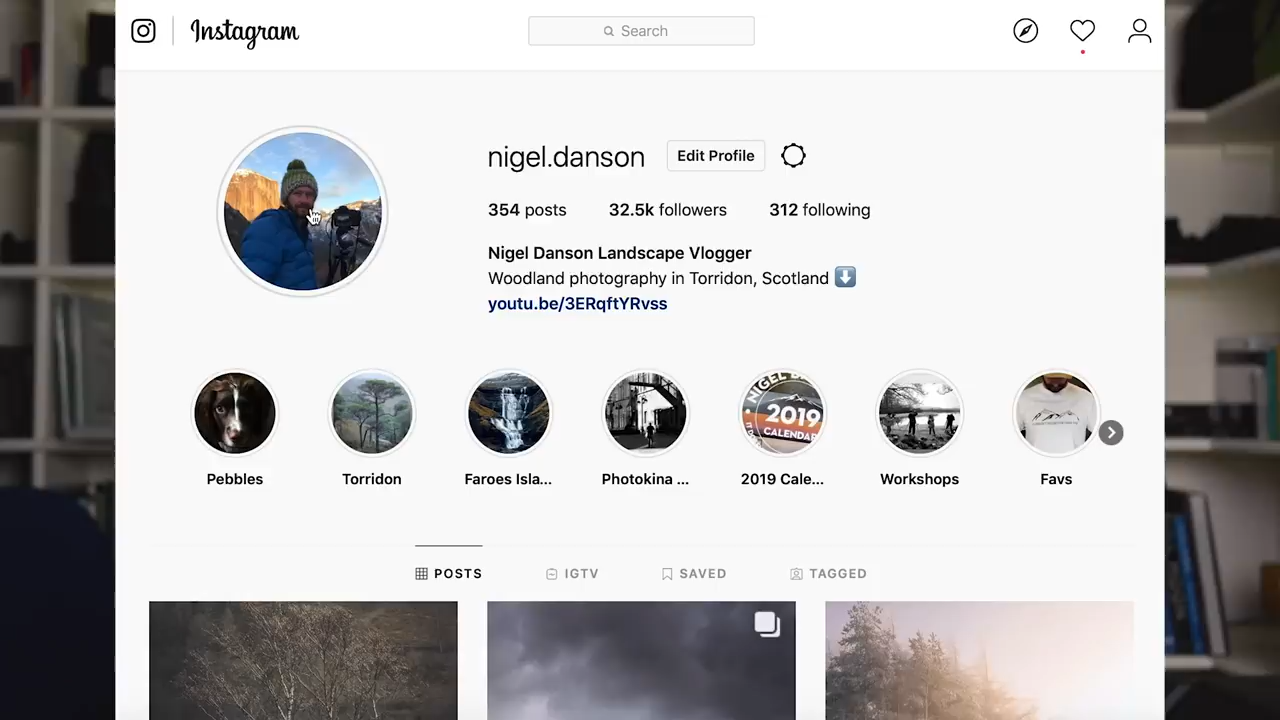 Instagram
Search
nigel.danson
Edit Profile
354 posts 32.5k followers 312 following
Nigel Danson Landscape Vlogger
Woodland photography in Torridon, Scotland ⬇️
youtu.be/3ERqftYRvss
2019
CALENDAR
Pebbles Torridon Faroes Isla... Photokina ... 2019 Cale... Workshops Favs
POSTS IGTV SAVED TAGGED